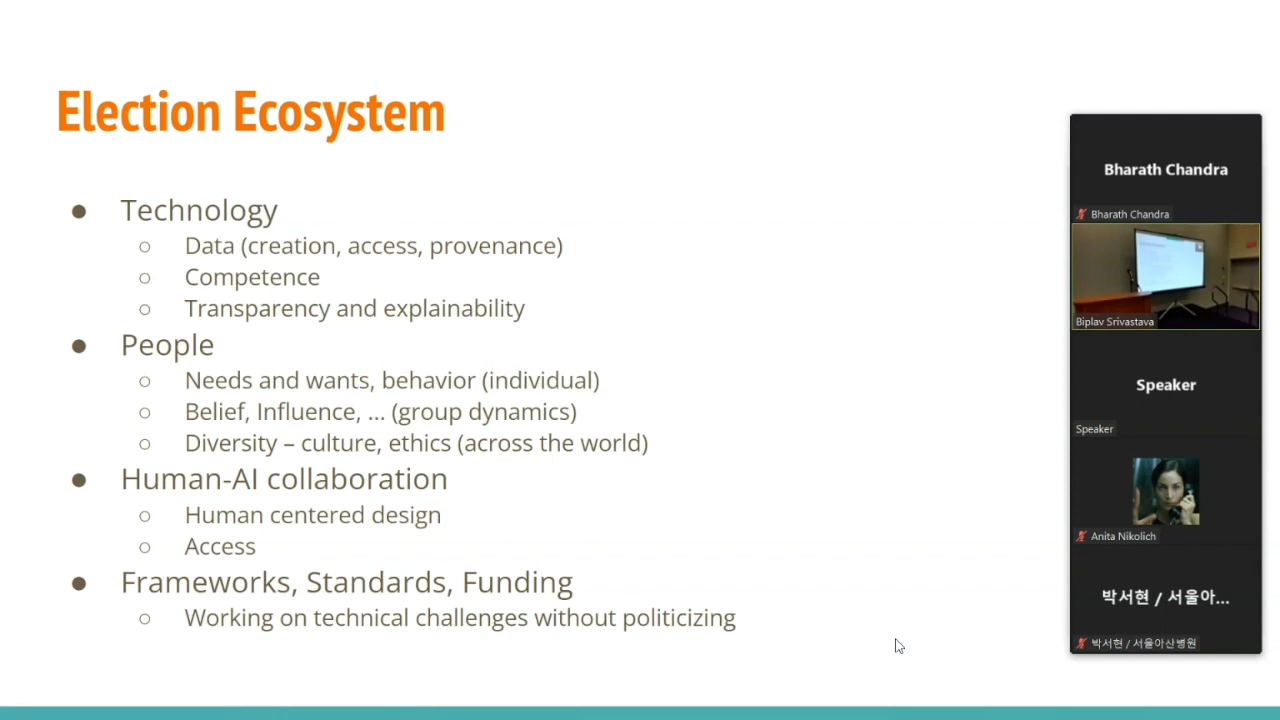 Election Ecosystem
● Technology
○ Data (creation, access, provenance)
○ Competence
○ Transparency and explainability
● People
○ Needs and wants, behavior (individual)
○ Belief, Influence, ... (group dynamics)
○ Diversity – culture, ethics (across the world)
● Human-AI collaboration
○ Human centered design
○ Access
● Frameworks, Standards, Funding
○ Working on technical challenges without politicizing
Bharath Chandra
Bharath Chandra
Biplav Srivastava
Speaker
Speaker
Anita Nikolich
박서현 / 서울아...
박서현 / 서울아산병원